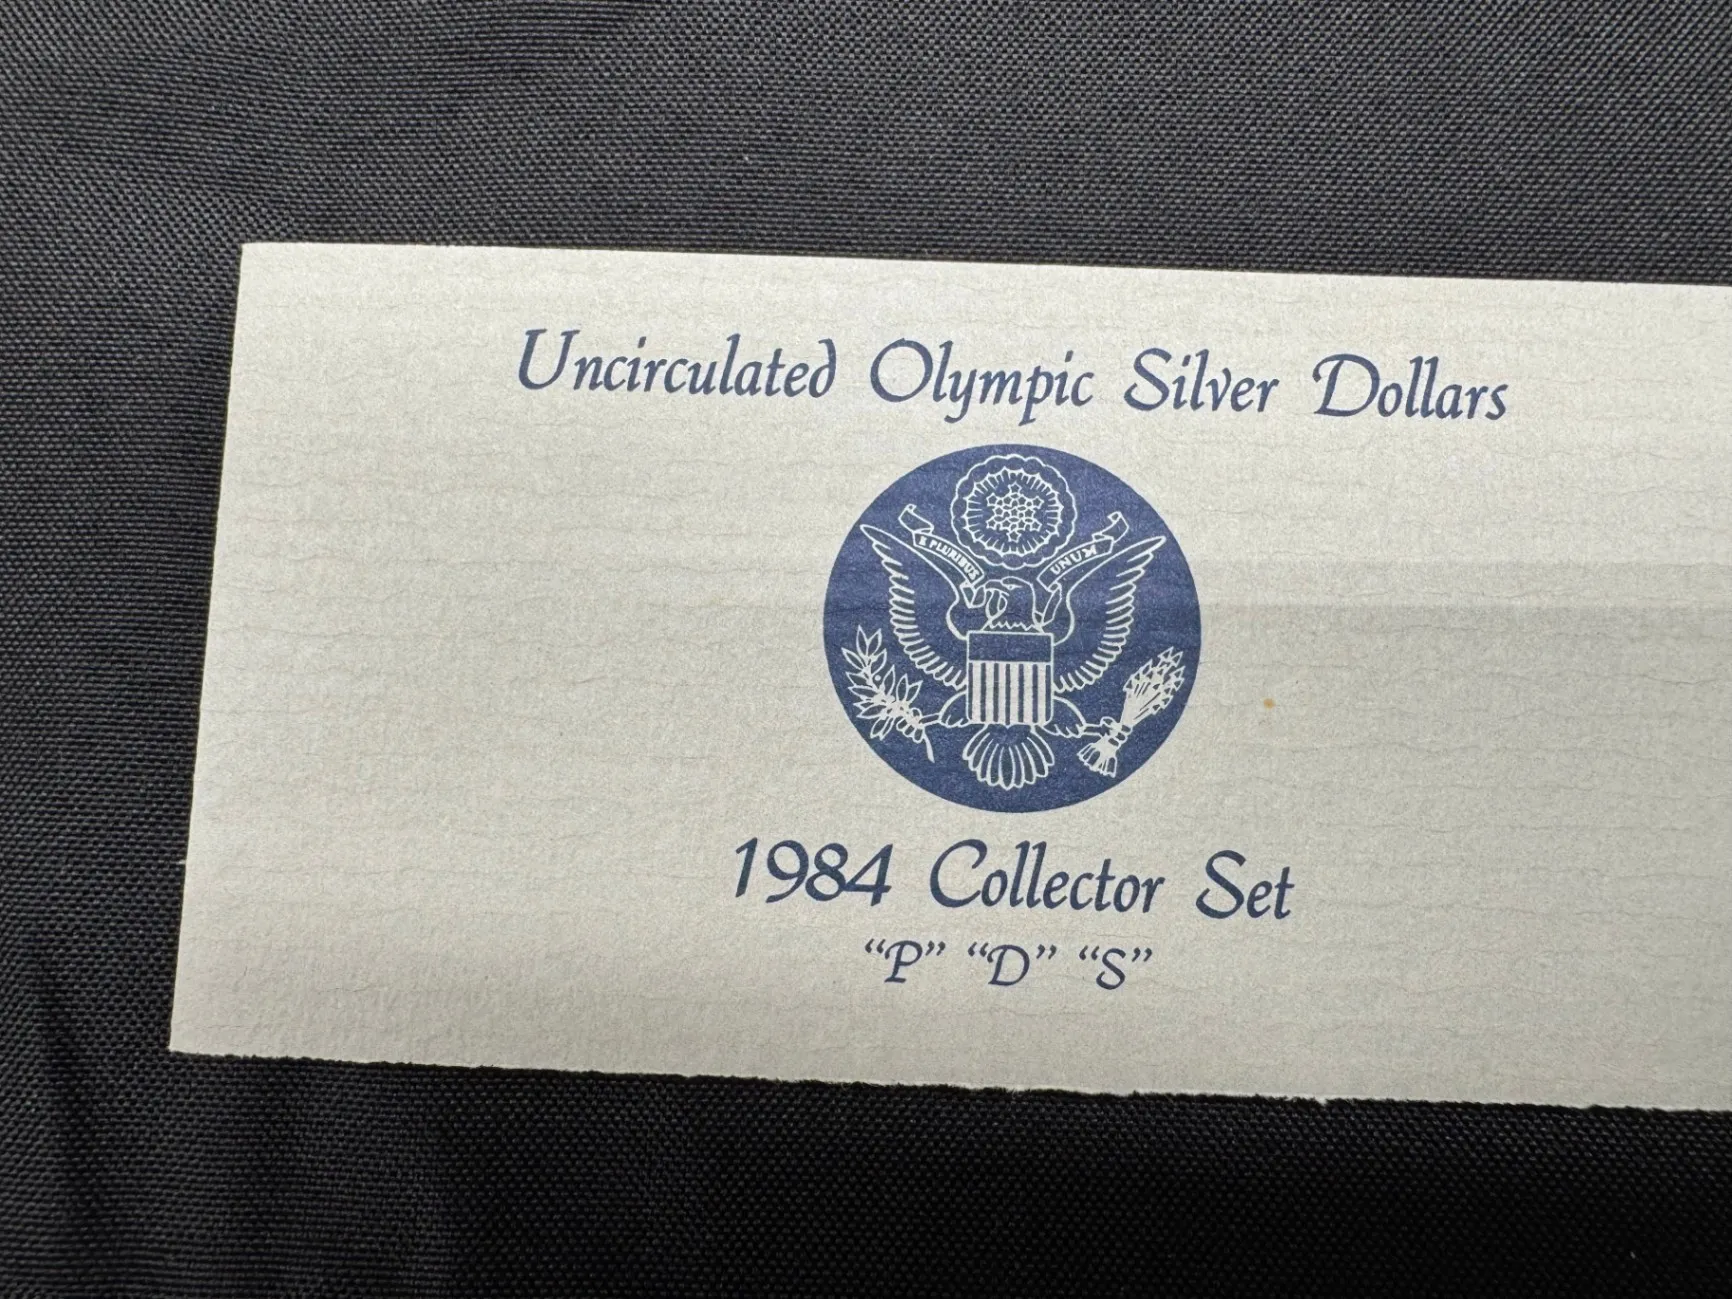 Uncirculated Olympic Silver Dollars
E PLURIBUS UNUM
1984 Collector Set
“P” “D” “S”